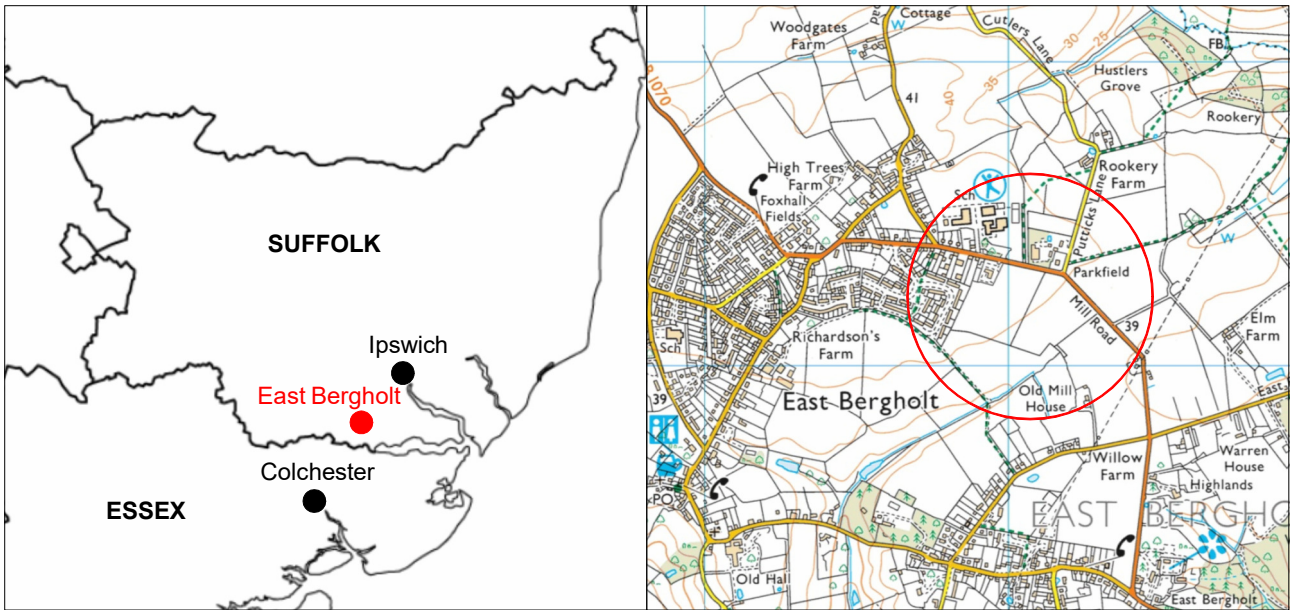 SUFFOLK
Ipswich
East Bergholt
Colchester
ESSEX
Woodgates
Farm
Cottage
Cutlers Lane
W
30
25
FB
Hustlers
Grove
35
40
41
1070
Rookery
High Trees
Farm
Foxhall
Fields
Sch
Rookery
Farm
Putticks Lane
W
Parkfield
Mill Road
39
Elm
Farm
Richardson's
Farm
Sch
39
East Bergholt
Old Mill
House
East
Willow
Farm
Warren
House
Highlands
PO
EAST BERGHO
Old Hall
East Bergholt